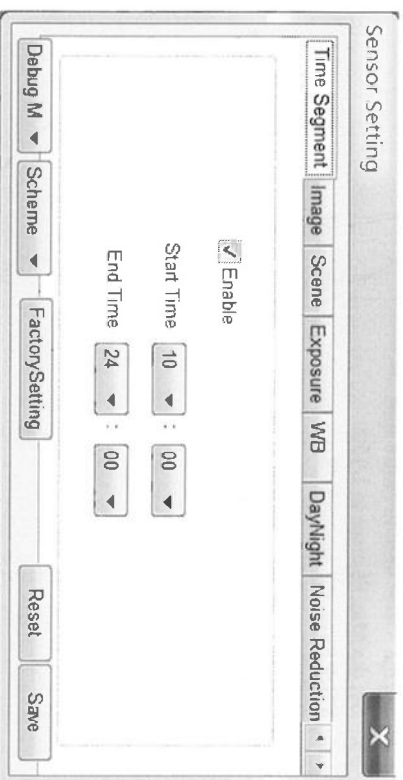 Sensor Setting
X
Time Segment Image Scene Exposure WB DayNight Noise Reduction
Enable
Start Time 10 : 00
End Time 24 : 00
Debug M Scheme FactorySetting Reset Save